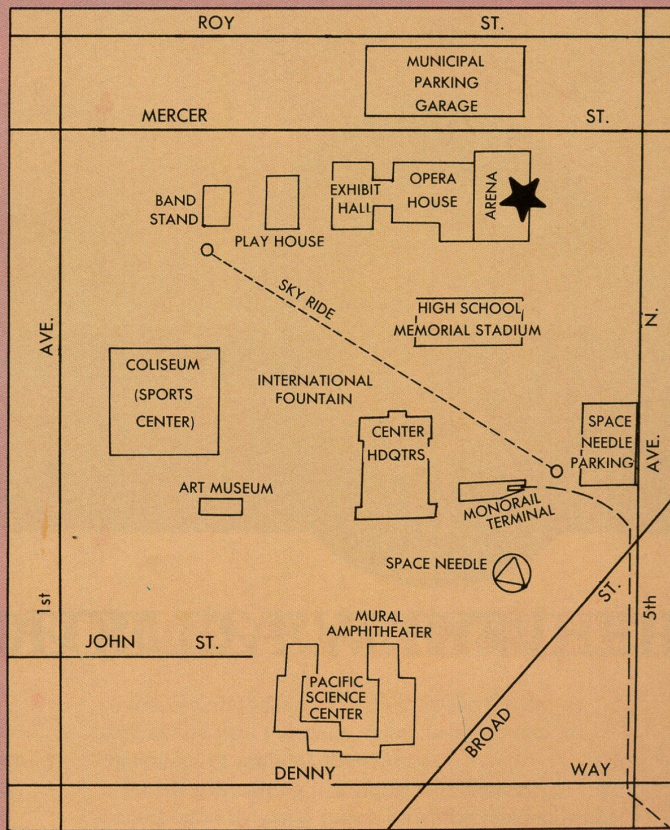 ROY ST.
MUNICIPAL
PARKING
GARAGE
MERCER ST.
BAND
STAND
PLAY HOUSE
EXHIBIT
HALL
OPERA
HOUSE
ARENA
SKY RIDE
HIGH SCHOOL
MEMORIAL STADIUM
AVE.
N.
COLISEUM
(SPORTS
CENTER)
INTERNATIONAL
FOUNTAIN
CENTER
HDQTRS
SPACE
NEEDLE
PARKING
AVE.
ART MUSEUM
MONORAIL
TERMINAL
SPACE NEEDLE
1st
ST.
5th
MURAL
AMPHITHEATER
JOHN ST.
PACIFIC
SCIENCE
CENTER
BROAD
DENNY WAY